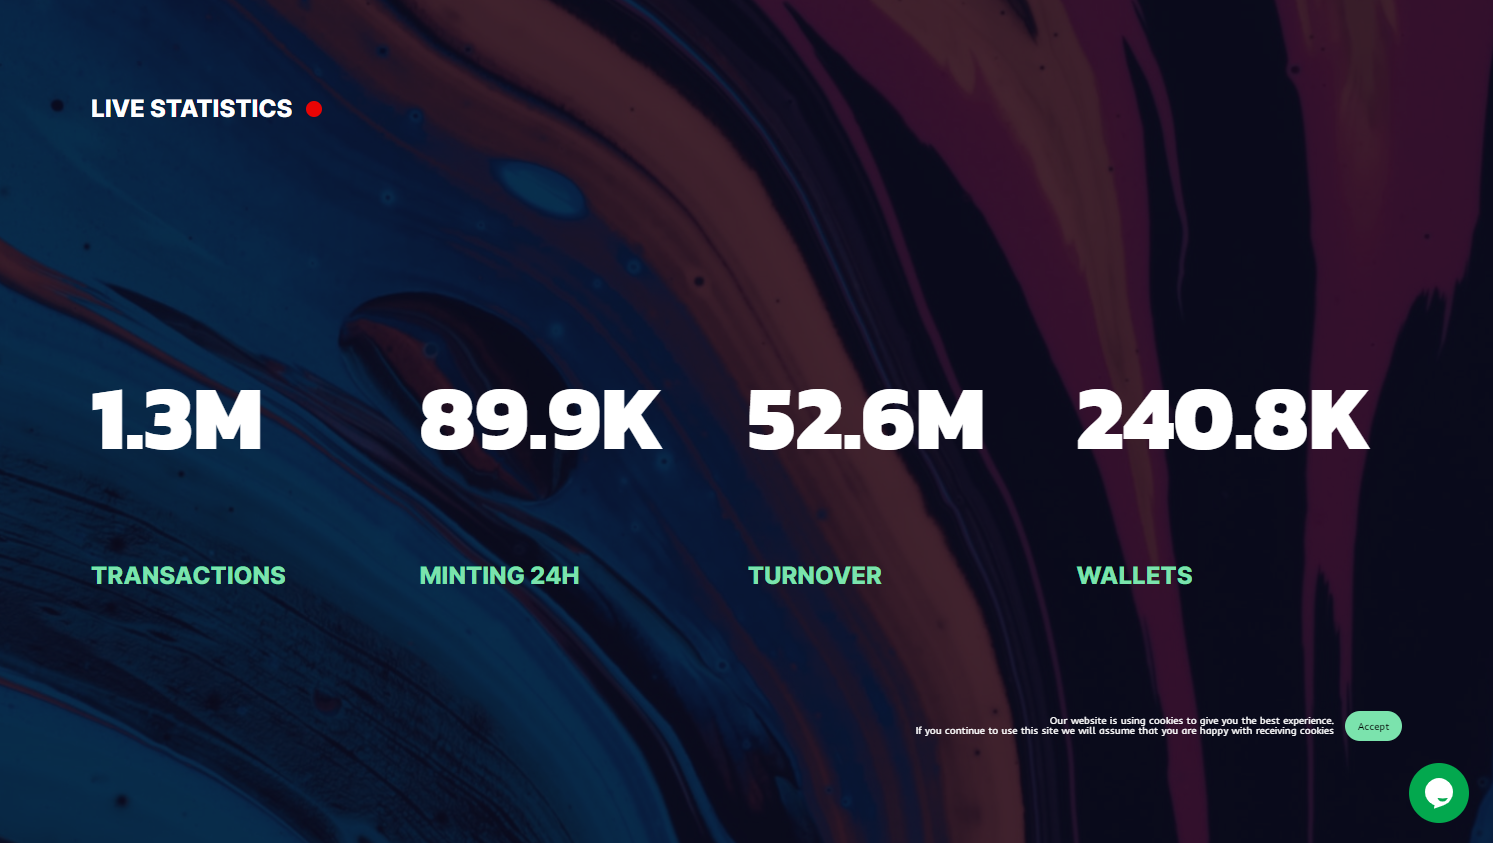 LIVE STATISTICS
1.3M
89.9K
52.6M
240.8K
TRANSACTIONS
MINTING 24H
TURNOVER
WALLETS
Our website is using cookies to give you the best experience.
If you continue to use this site we will assume that you are happy with receiving cookies
Accept